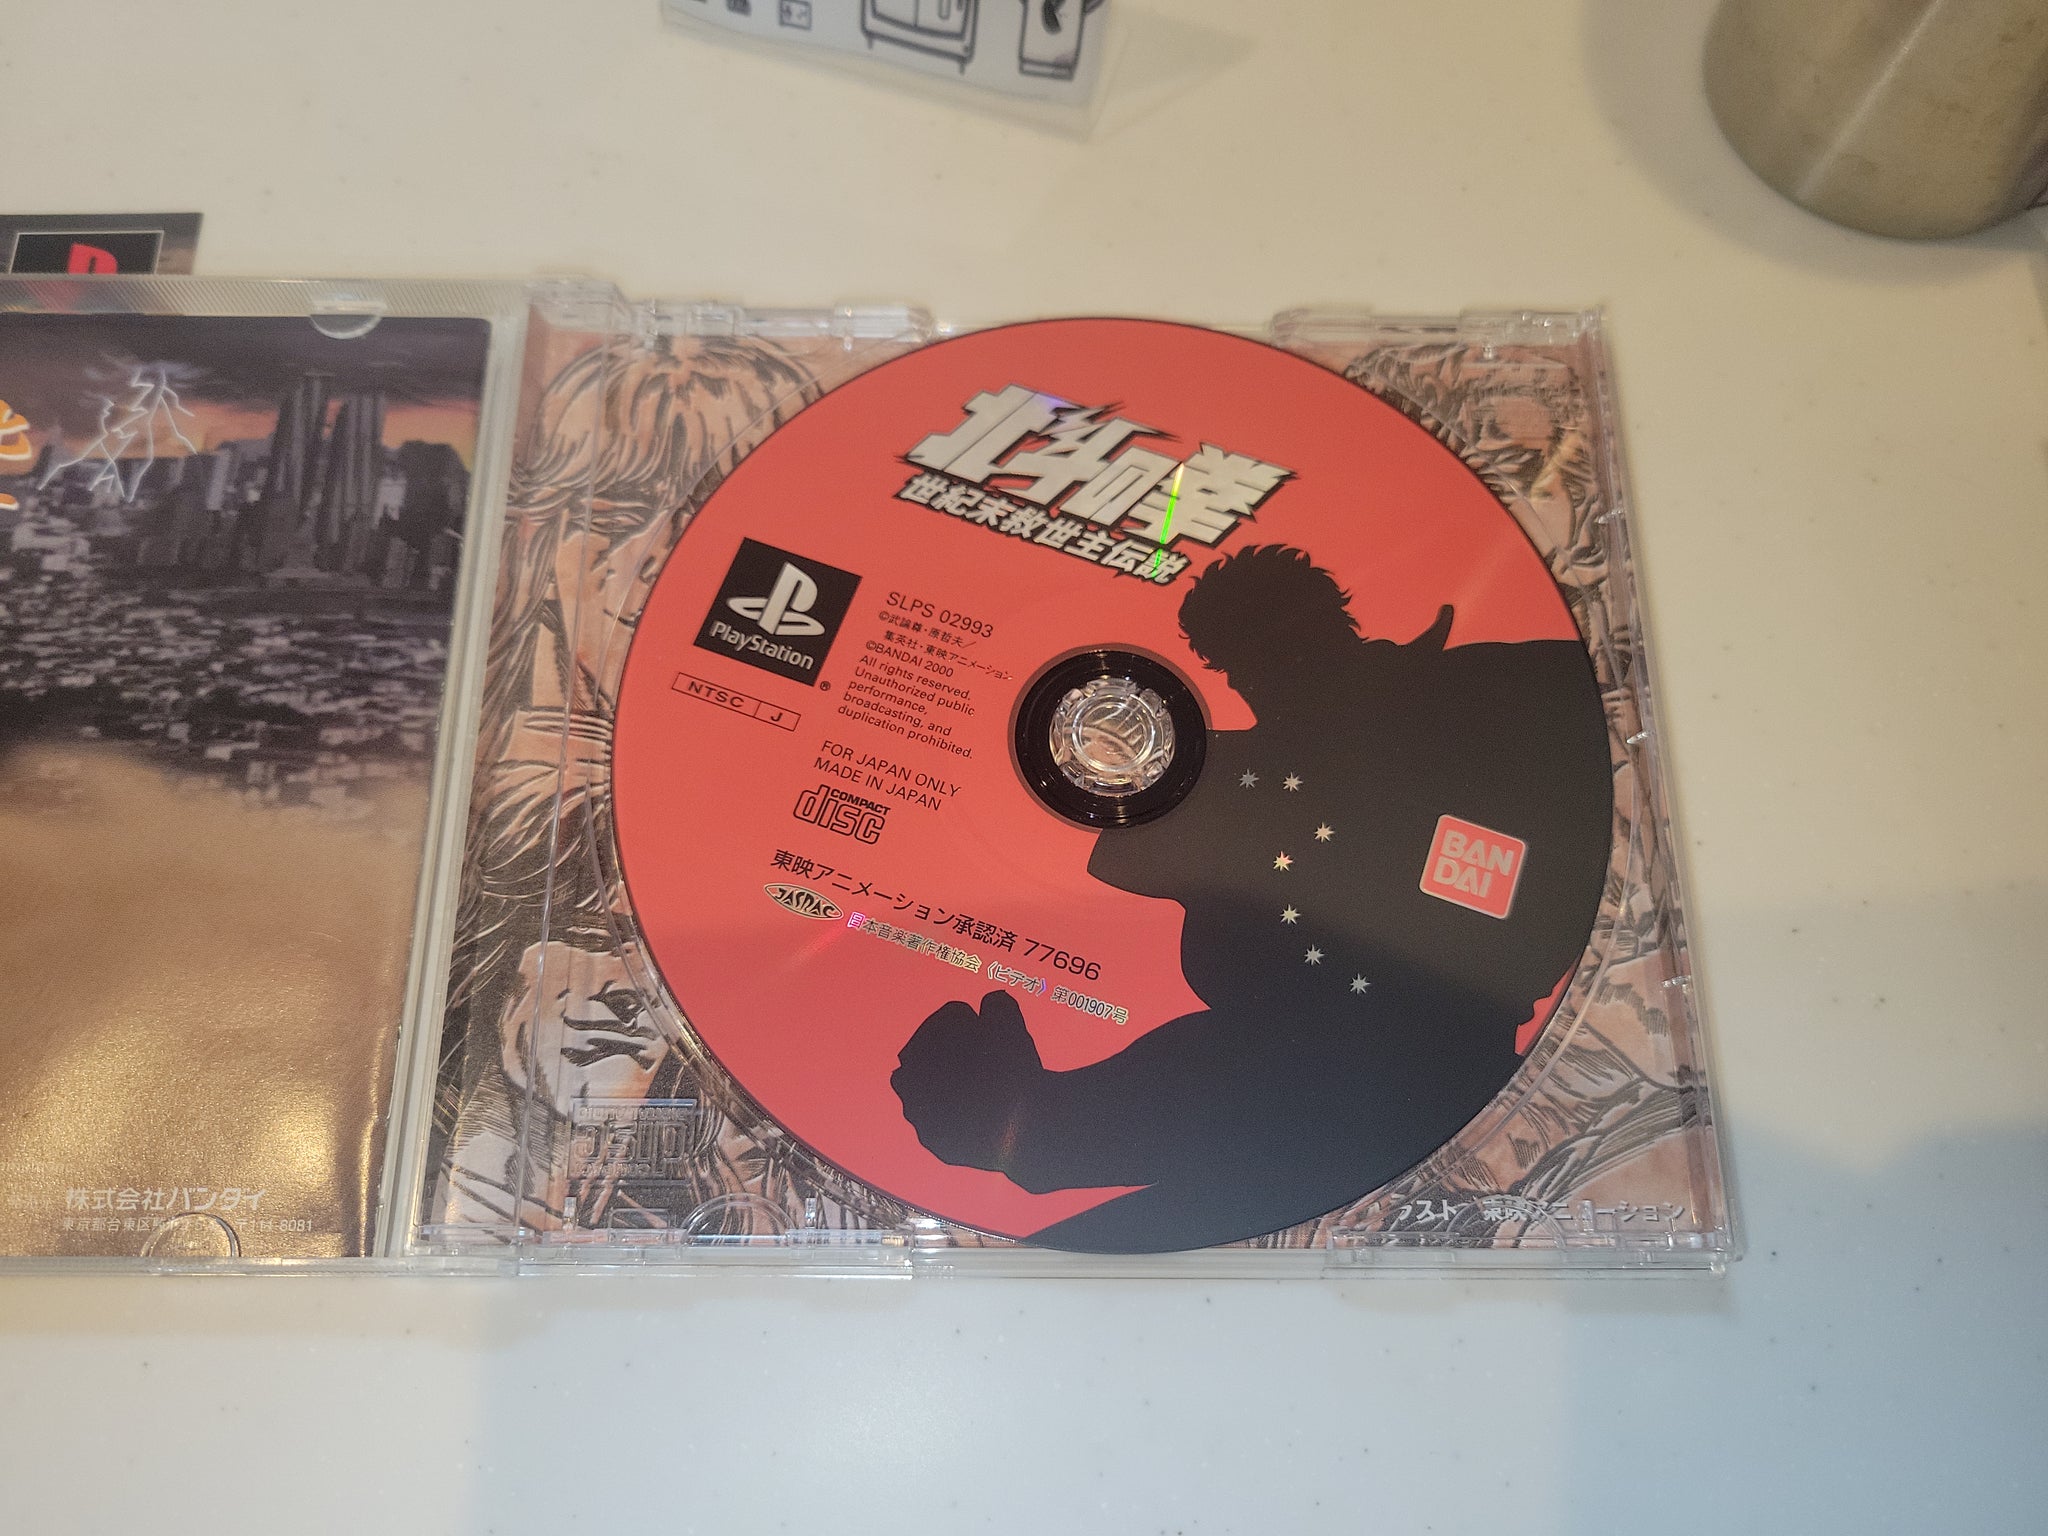 北斗の拳
世紀末救世主伝説
PlayStation
®
NTSC J
SLPS 02993
©武論尊・原哲夫／
集英社・東映アニメーション
©BANDAI 2000
All rights reserved.
Unauthorized public
performance,
broadcasting, and
duplication prohibited.
FOR JAPAN ONLY
MADE IN JAPAN
COMPACT
disc
東映アニメーション承認済 77696
JASRAC
日本音楽著作権協会〈ビデオ〉第001907号
BAN
DAI
株式会社バンダイ
〒111-8081
東映アニメーション